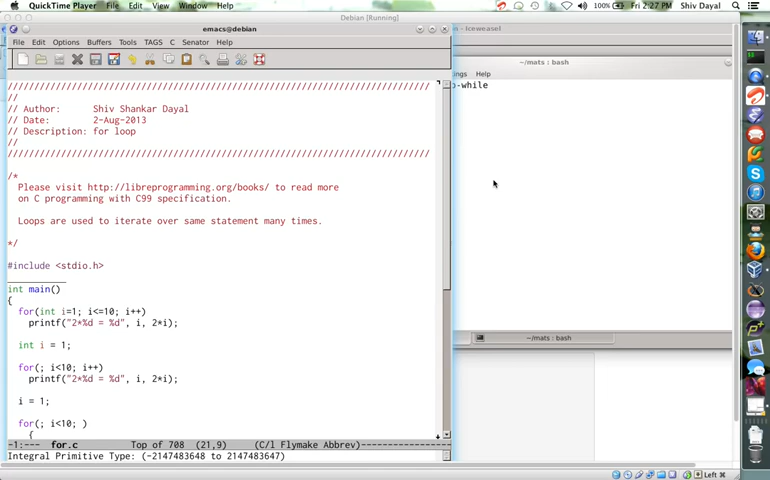 QuickTime Player File Edit View Window Help 100% Fri 2:27 PM Shiv Dayal
Debian [Running]
emacs@debian
- Iceweasel
File Edit Options Buffers Tools TAGS C Senator Help
~/mats : bash
ngs Help
o-while
////////////////////////////////////////////////////////////////////////////////
//
// Author: Shiv Shankar Dayal
// Date: 2-Aug-2013
// Description: for loop
//
////////////////////////////////////////////////////////////////////////////////
/*
Please visit http://libreprogramming.org/books/ to read more
on C programming with C99 specification.
Loops are used to iterate over same statement many times.
*/
#include <stdio.h>
int main()
{
for(int i=1; i<=10; i++)
printf("2*%d = %d", i, 2*i);
int i = 1;
for(; i<10; i++)
printf("2*%d = %d", i, 2*i);
i = 1;
for(; i<10; )
{
~/mats : bash
-1:--- for.c Top of 708 (21,9) (C/l Flymake Abbrev)
Integral Primitive Type: (-2147483648 to 2147483647)
Left ⌘